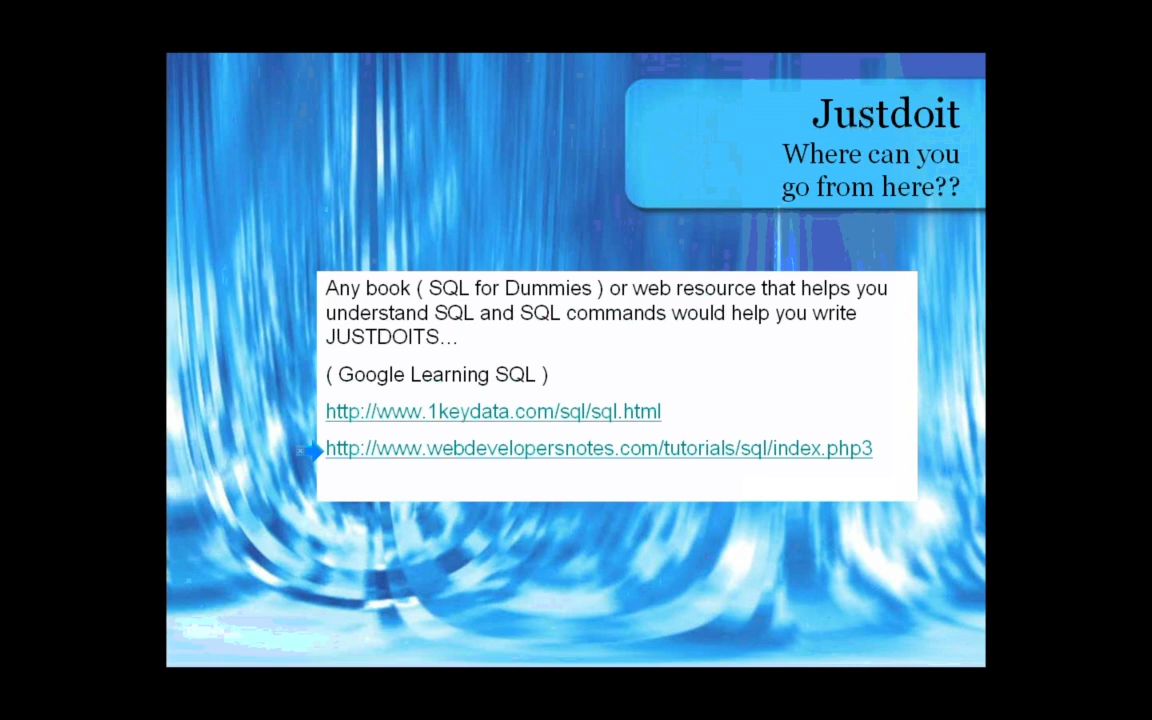 Justdoit
Where can you
go from here??
Any book ( SQL for Dummies ) or web resource that helps you
understand SQL and SQL commands would help you write
JUSTDOITS…
( Google Learning SQL )
http://www.1keydata.com/sql/sql.html
http://www.webdevelopersnotes.com/tutorials/sql/index.php3